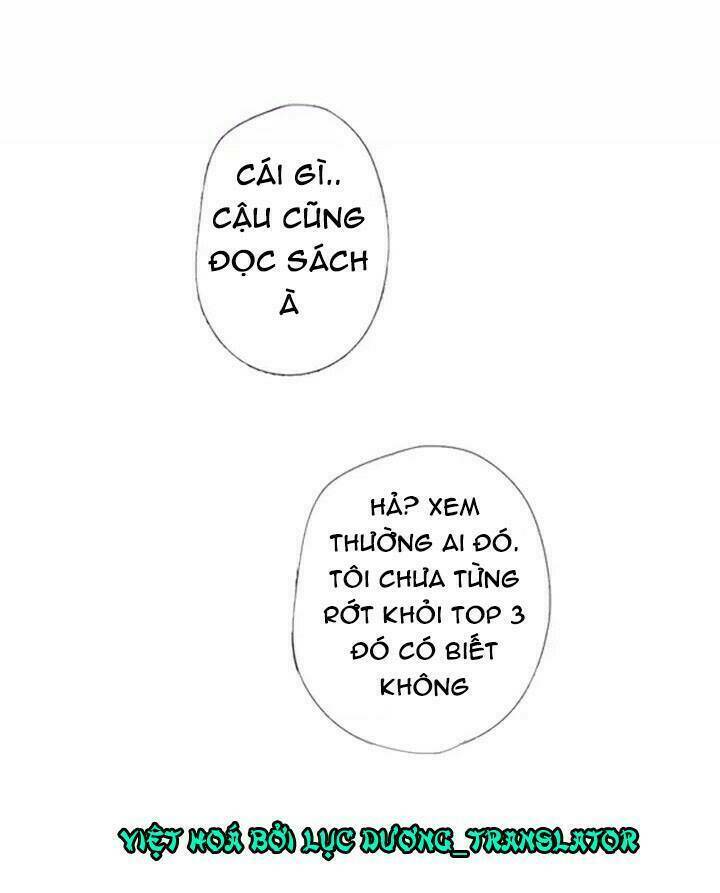 CÁI GÌ..
CẬU CŨNG
ĐỌC SÁCH
À
HẢ? XEM
THƯỜNG AI ĐÓ.
TÔI CHƯA TỪNG
RỚT KHỎI TOP 3
ĐÓ CÓ BIẾT
KHÔNG
VIỆT HOÁ BỞI LỤC DƯƠNG_TRANSLATOR